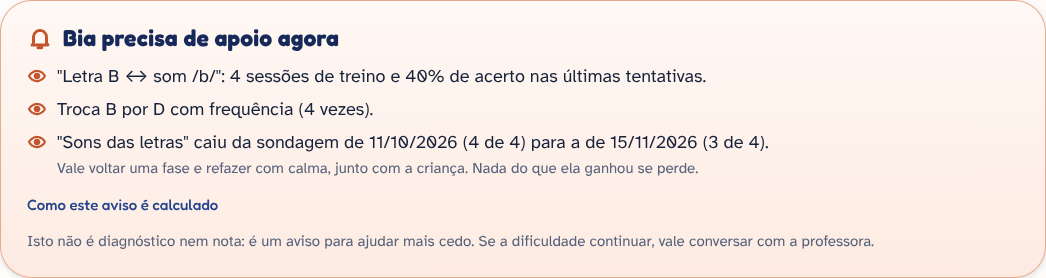 Bia precisa de apoio agora
"Letra B ↔ som /b/": 4 sessões de treino e 40% de acerto nas últimas tentativas.
Troca B por D com frequência (4 vezes).
"Sons das letras" caiu da sondagem de 11/10/2026 (4 de 4) para a de 15/11/2026 (3 de 4).
Vale voltar uma fase e refazer com calma, junto com a criança. Nada do que ela ganhou se perde.
Como este aviso é calculado
Isto não é diagnóstico nem nota: é um aviso para ajudar mais cedo. Se a dificuldade continuar, vale conversar com a professora.